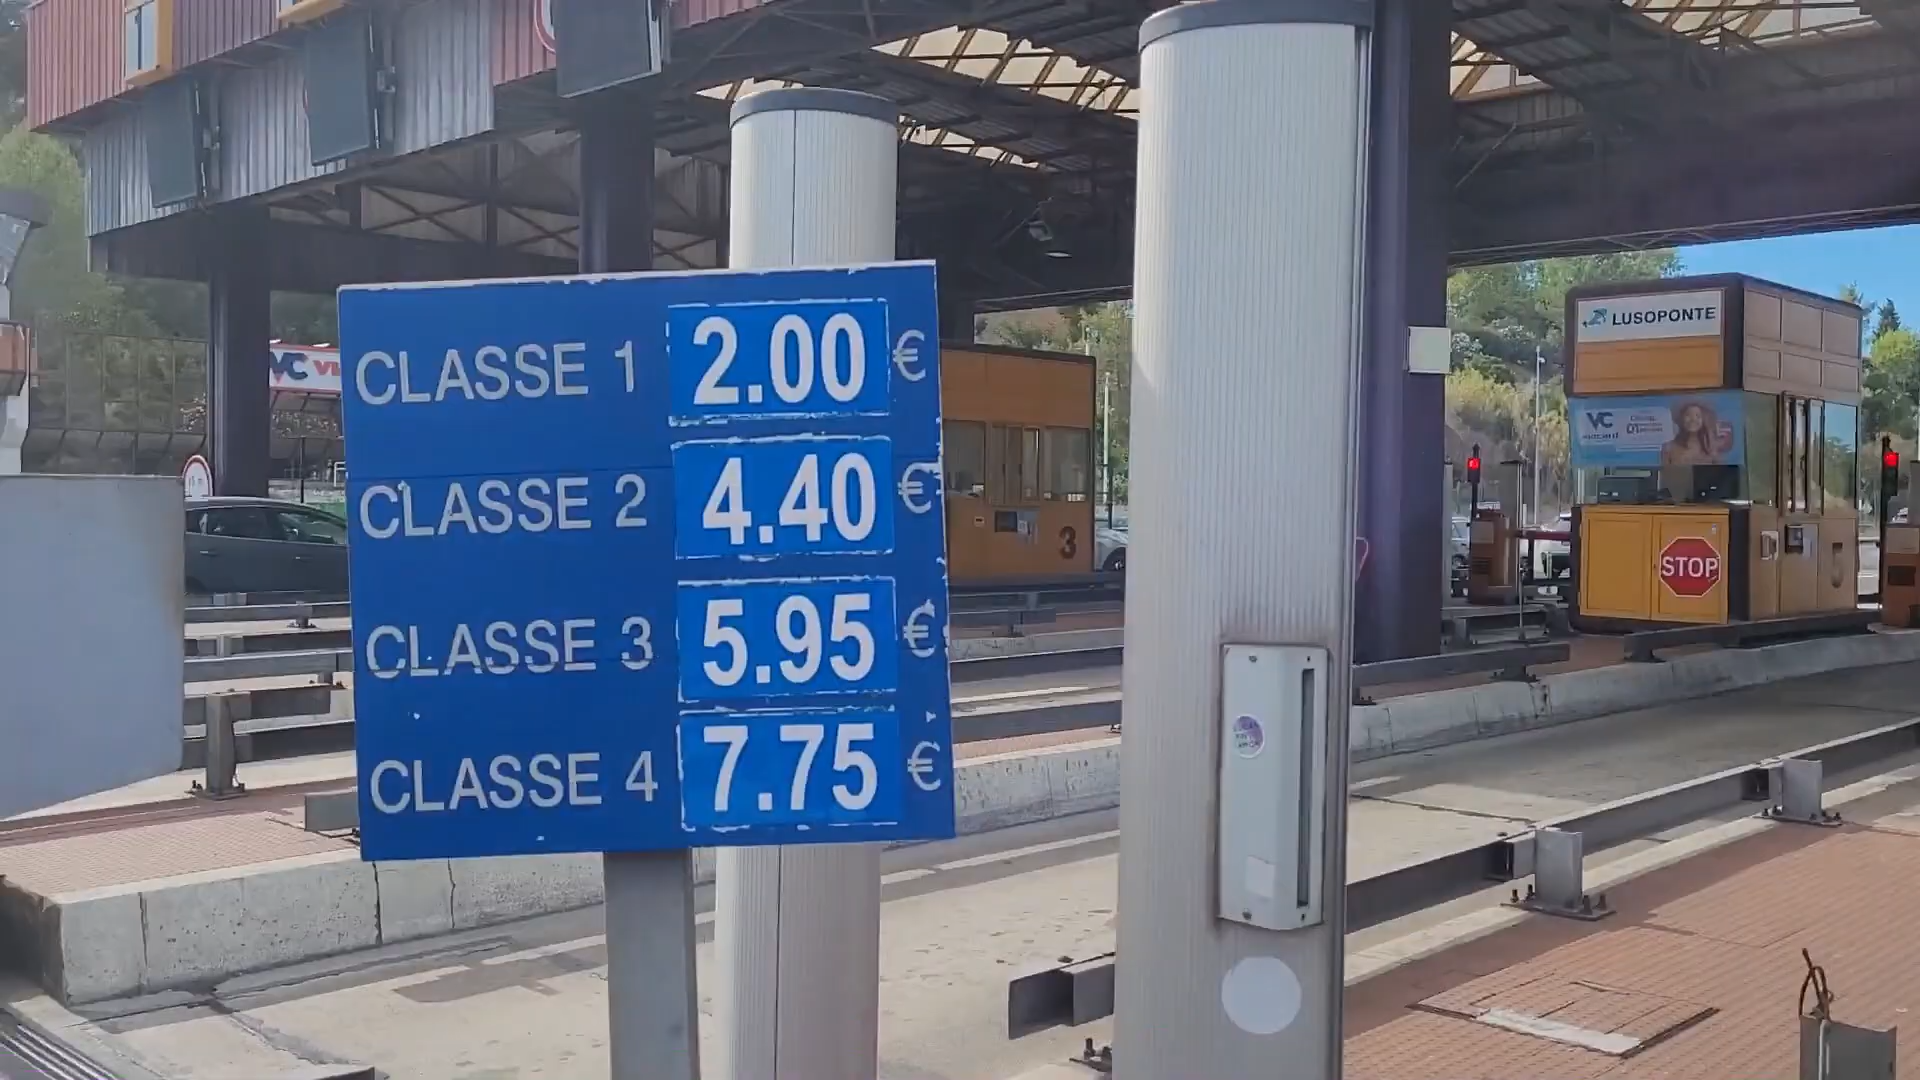 CLASSE 1 2.00 €
CLASSE 2 4.40 €
CLASSE 3 5.95 €
CLASSE 4 7.75 €
VC
3
LUSOPONTE
VC
STOP
5